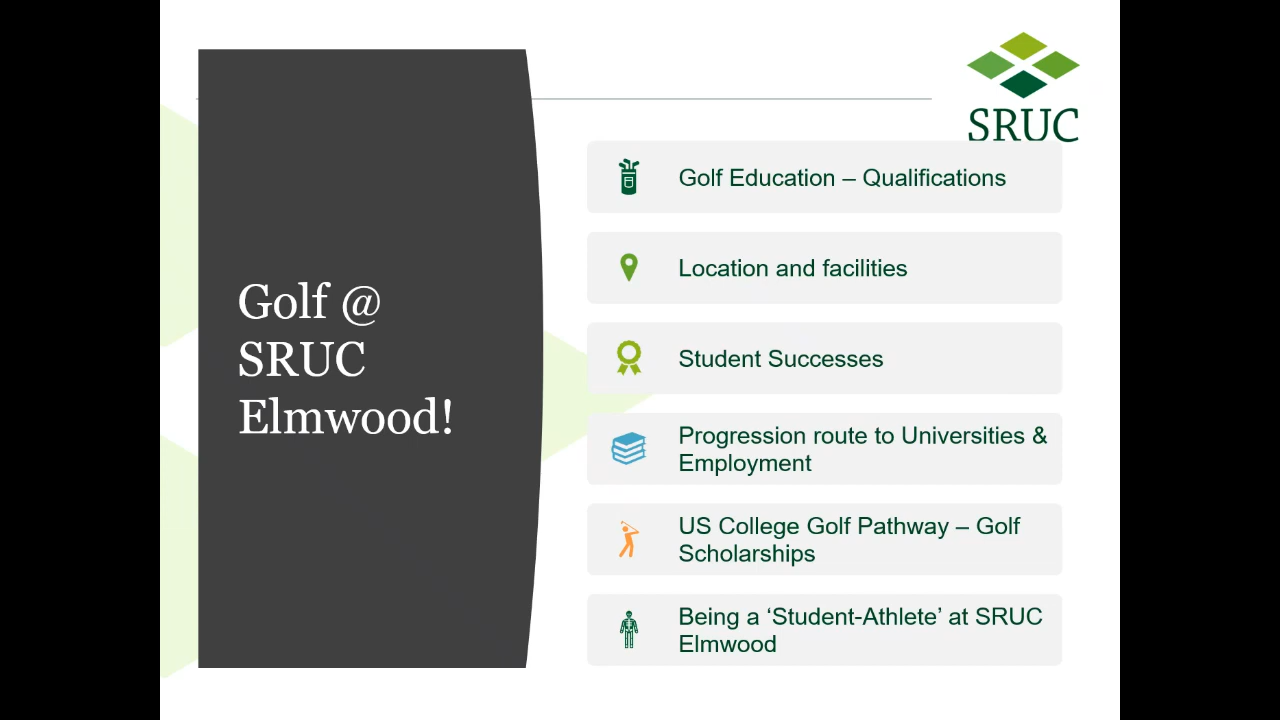 Golf @
SRUC
Elmwood!
SRUC
Golf Education – Qualifications
Location and facilities
Student Successes
Progression route to Universities &
Employment
US College Golf Pathway – Golf
Scholarships
Being a ‘Student-Athlete’ at SRUC
Elmwood